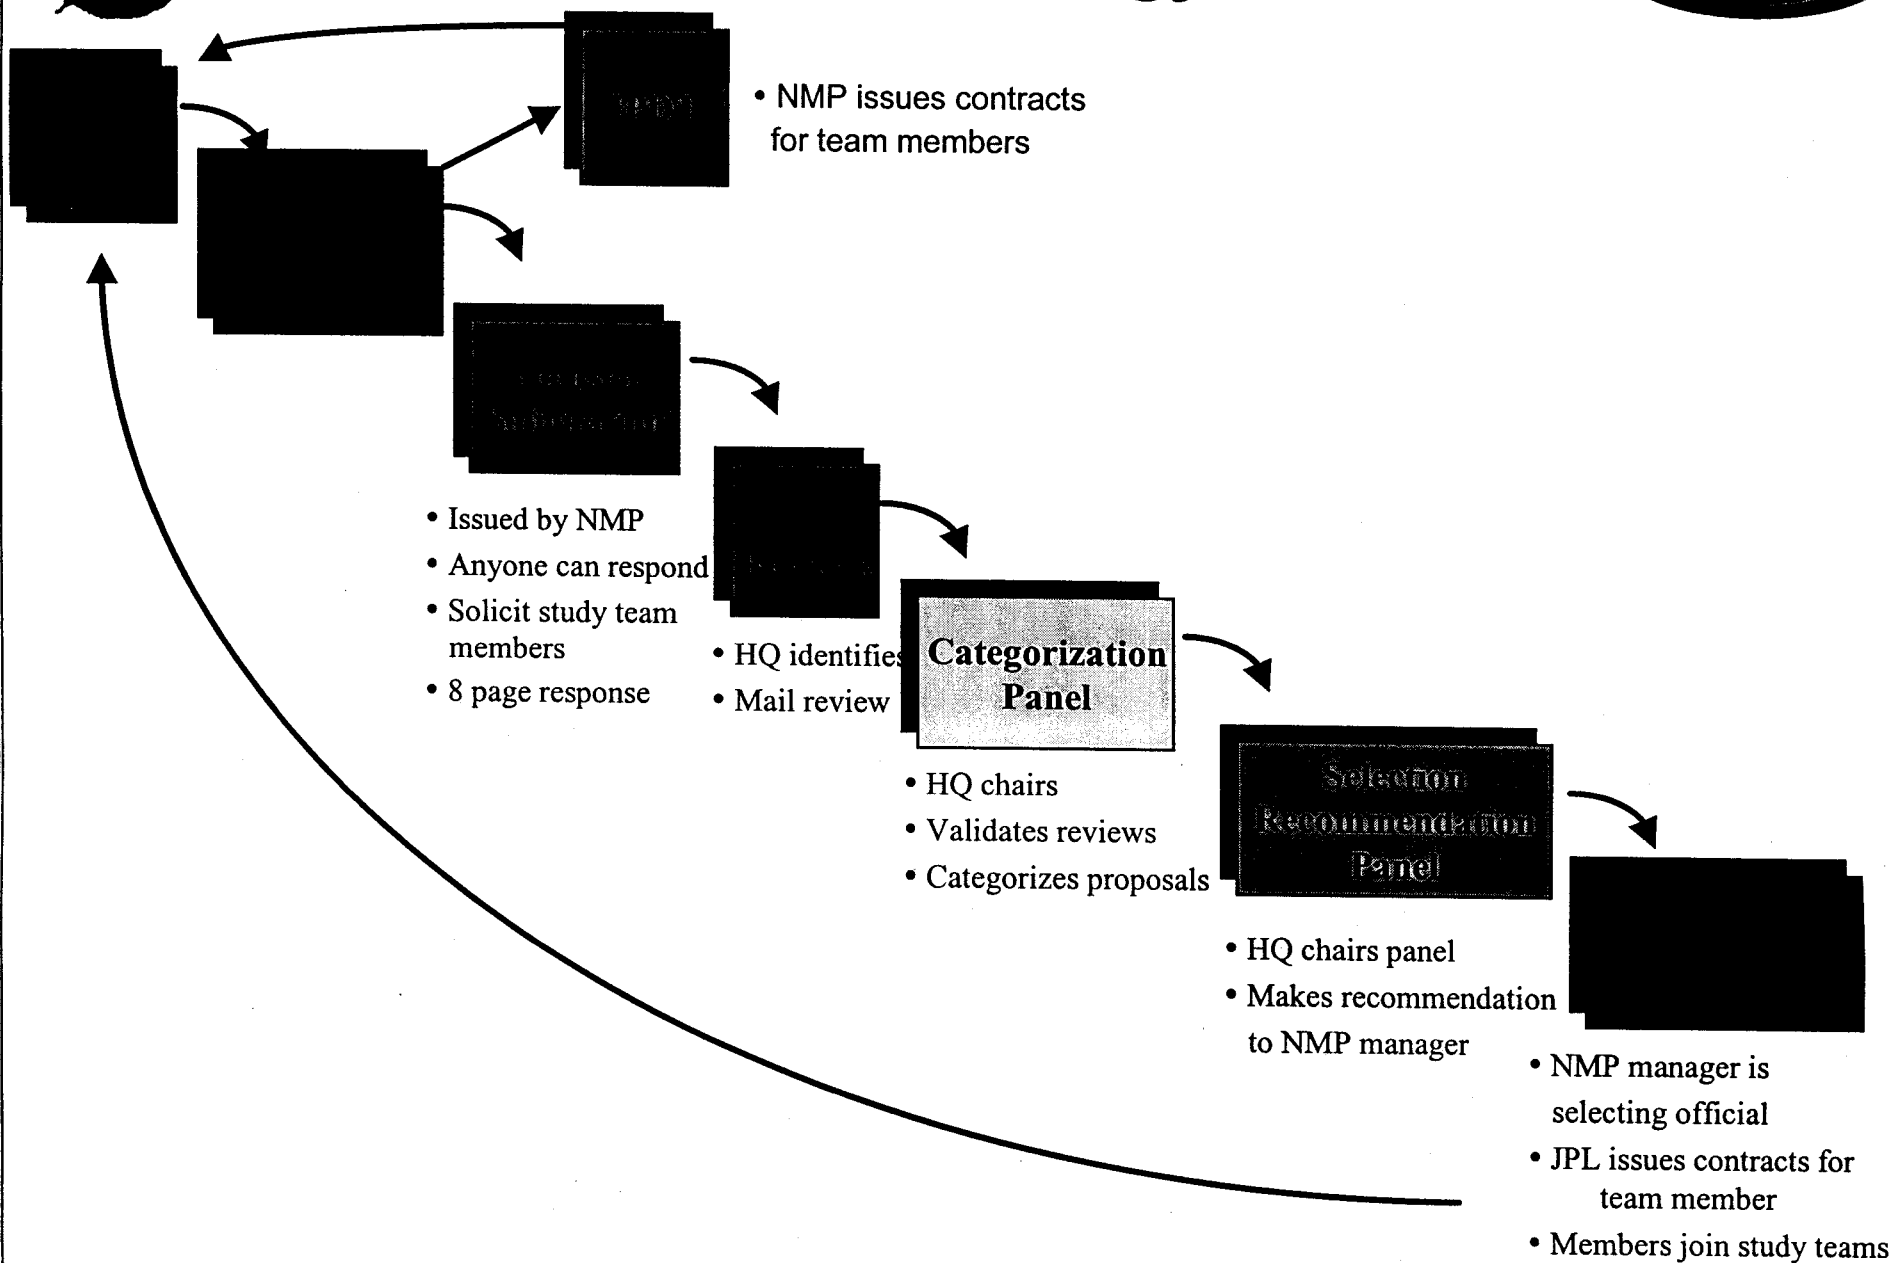 • NMP issues contracts
for team members
• Issued by NMP
• Anyone can respond
• Solicit study team
members
• 8 page response
• HQ identifies
• Mail review
Categorization
Panel
• HQ chairs
• Validates reviews
• Categorizes proposals
Selection
Recommendation
Panel
• HQ chairs panel
• Makes recommendation
to NMP manager
• NMP manager is
selecting official
• JPL issues contracts for
team member
• Members join study teams